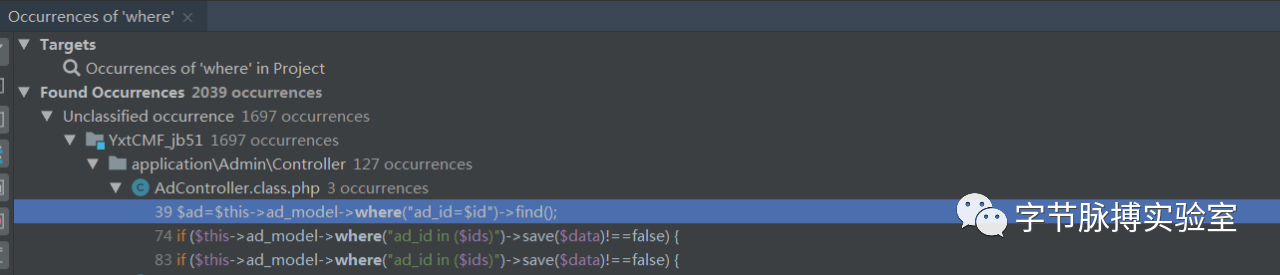 Occurrences of 'where'
Targets
Occurrences of 'where' in Project
Found Occurrences 2039 occurrences
Unclassified occurrence 1697 occurrences
YxtCMF_jb51 1697 occurrences
application\Admin\Controller 127 occurrences
AdController.class.php 3 occurrences
39 $ad=$this->ad_model->where("ad_id=$id")->find();
74 if ($this->ad_model->where("ad_id in ($ids)")->save($data)!==false) {
83 if ($this->ad_model->where("ad_id in ($ids)")->save($data)!==false) {
字节脉搏实验室